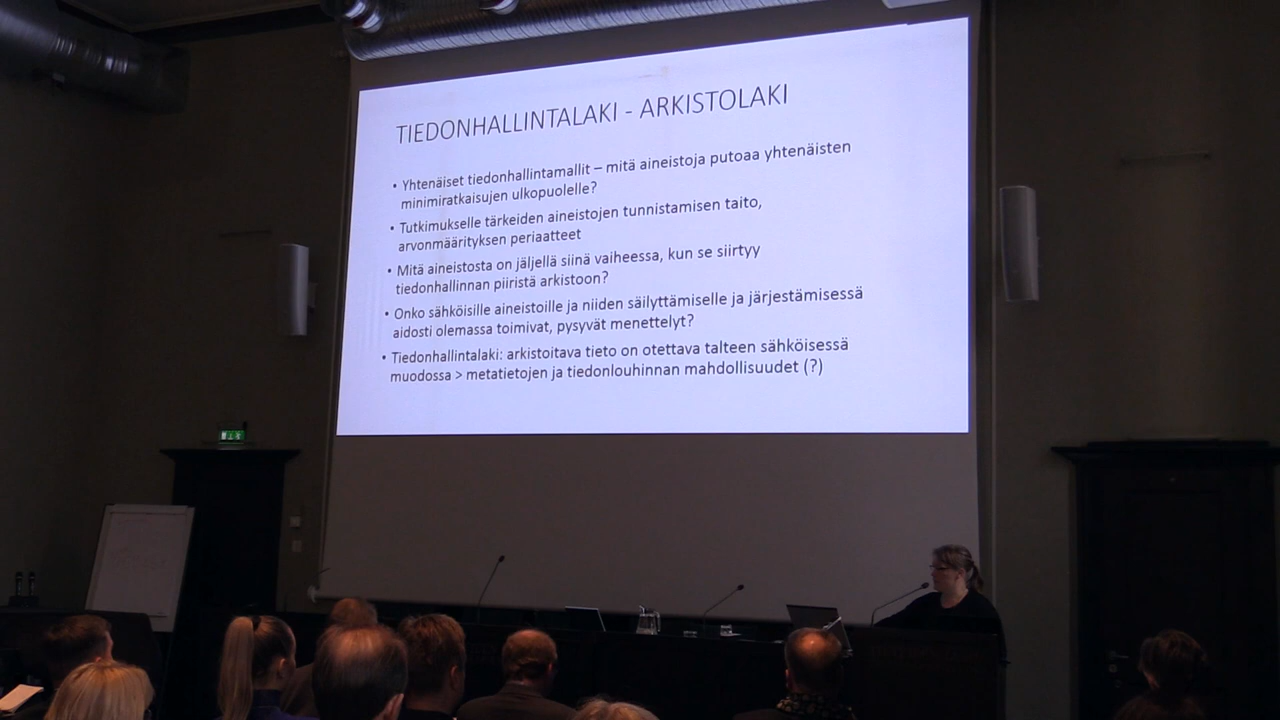 TIEDONHALLINTALAKI - ARKISTOLAKI
• Yhtenäiset tiedonhallintamallit – mitä aineistoja putoaa yhtenäisten
minimiratkaisujen ulkopuolelle?
• Tutkimukselle tärkeiden aineistojen tunnistamisen taito,
arvonmäärityksen periaatteet
• Mitä aineistosta on jäljellä siinä vaiheessa, kun se siirtyy
tiedonhallinnan piiristä arkistoon?
• Onko sähköisille aineistoille ja niiden säilyttämiselle ja järjestämisessä
aidosti olemassa toimivat, pysyvät menettelyt?
• Tiedonhallintalaki: arkistoitava tieto on otettava talteen sähköisessä
muodossa > metatietojen ja tiedonlouhinnan mahdollisuudet (?)